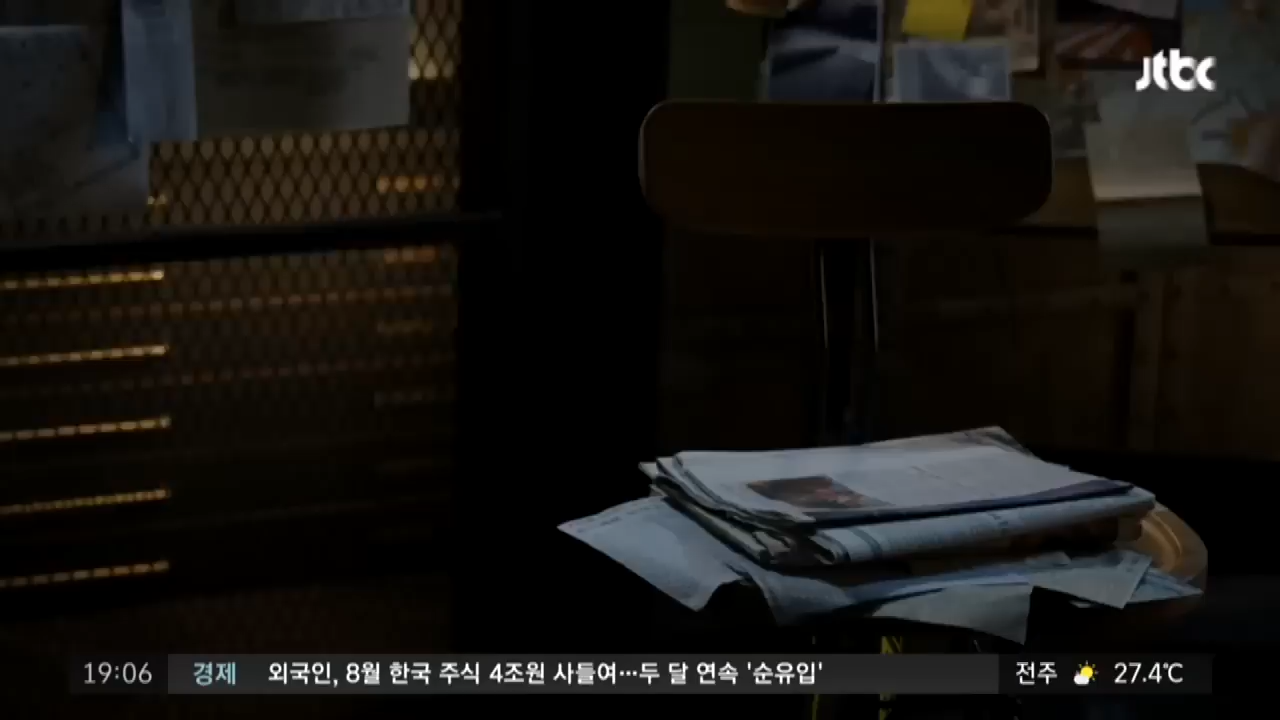 jtbc
19:06 경제 외국인, 8월 한국 주식 4조원 사들여···두 달 연속 '순유입' 전주 27.4℃